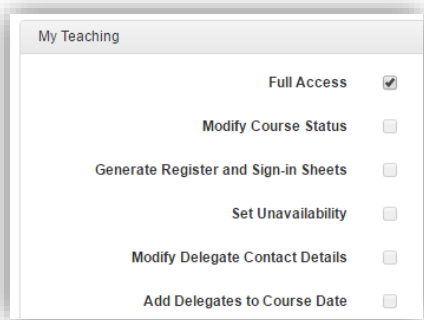 My Teaching
Full Access
Modify Course Status
Generate Register and Sign-in Sheets
Set Unavailability
Modify Delegate Contact Details
Add Delegates to Course Date